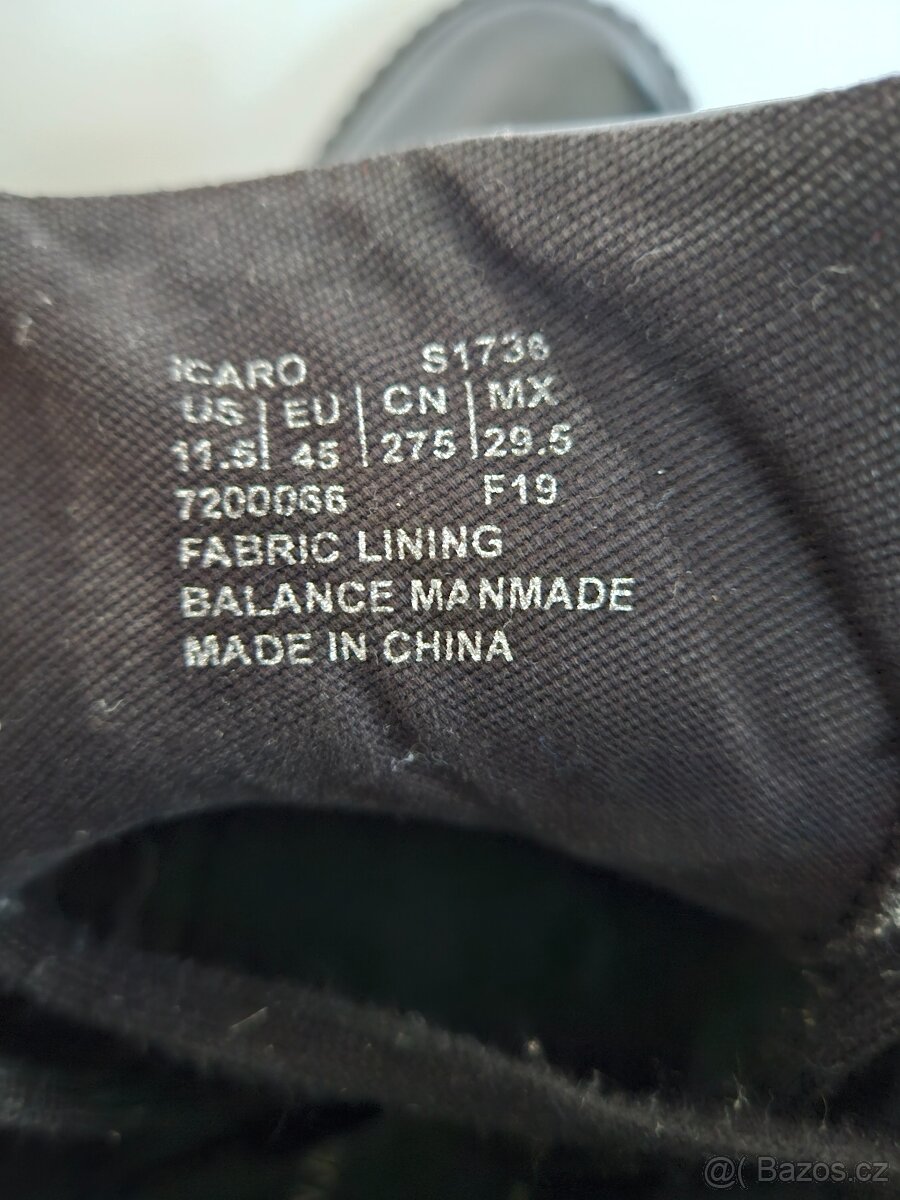 ICARO S1736
US | EU | CN | MX
11.5 | 45 | 275 | 29.5
7200066 F19
FABRIC LINING
BALANCE MANMADE
MADE IN CHINA
@( Bazos.cz